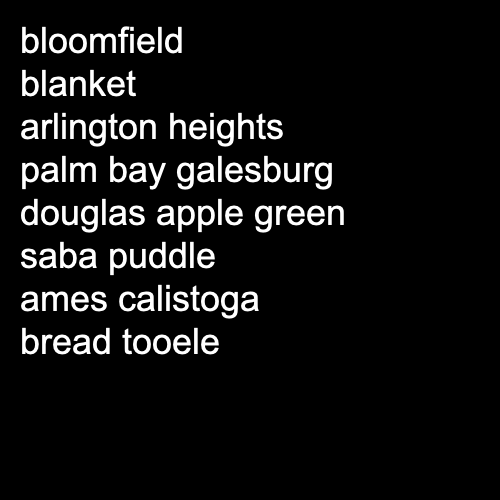 bloomfield
blanket
arlington heights
palm bay galesburg
douglas apple green
saba puddle
ames calistoga
bread tooele